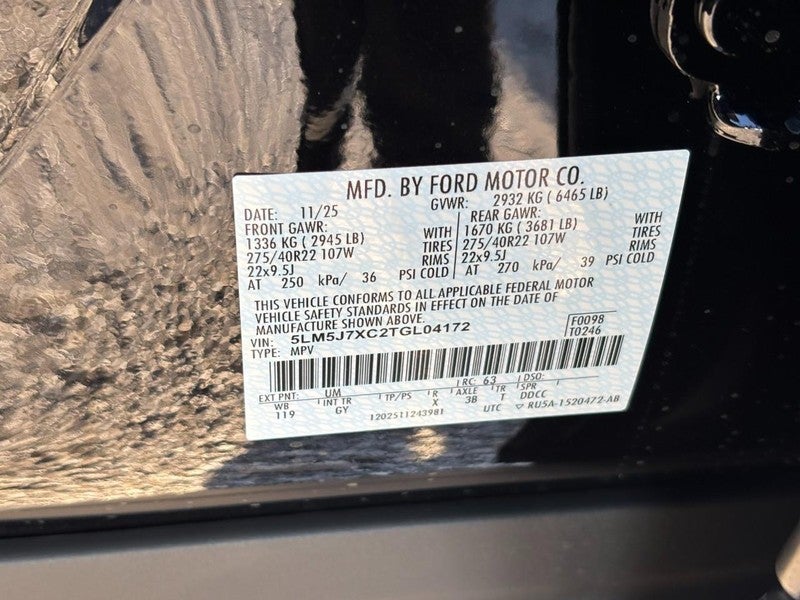 MFD. BY FORD MOTOR CO.
DATE: 11/25 GVWR: 2932 KG ( 6465 LB)
FRONT GAWR: WITH REAR GAWR: WITH
1336 KG ( 2945 LB) TIRES 1670 KG ( 3681 LB) TIRES
275/40R22 107W RIMS 275/40R22 107W RIMS
22x9.5J PSI COLD 22x9.5J PSI COLD
AT 250 kPa/ 36 AT 270 kPa/ 39
THIS VEHICLE CONFORMS TO ALL APPLICABLE FEDERAL MOTOR
VEHICLE SAFETY STANDARDS IN EFFECT ON THE DATE OF
MANUFACTURE SHOWN ABOVE.
VIN: 5LM5J7XC2TGL04172 F0098
TYPE: MPV T0246
EXT PNT: UM RC: 63 DSO:
WB INT TR TP/PS R AXLE TR SPR
119 GY X 3B T DDCC
1202511243981 UTC ▽ RU5A-1520472-AB